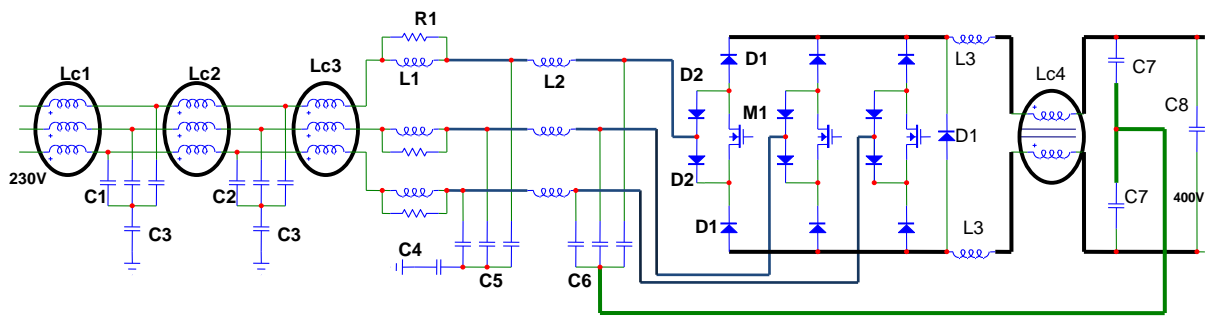 R1
Lc1
Lc2
Lc3
L1
L2
D2
D1
L3
Lc4
C7
M1
C8
D1
230V
C1
C2
D2
C7
400V
C3
C3
C4
C5
C6
D1
L3